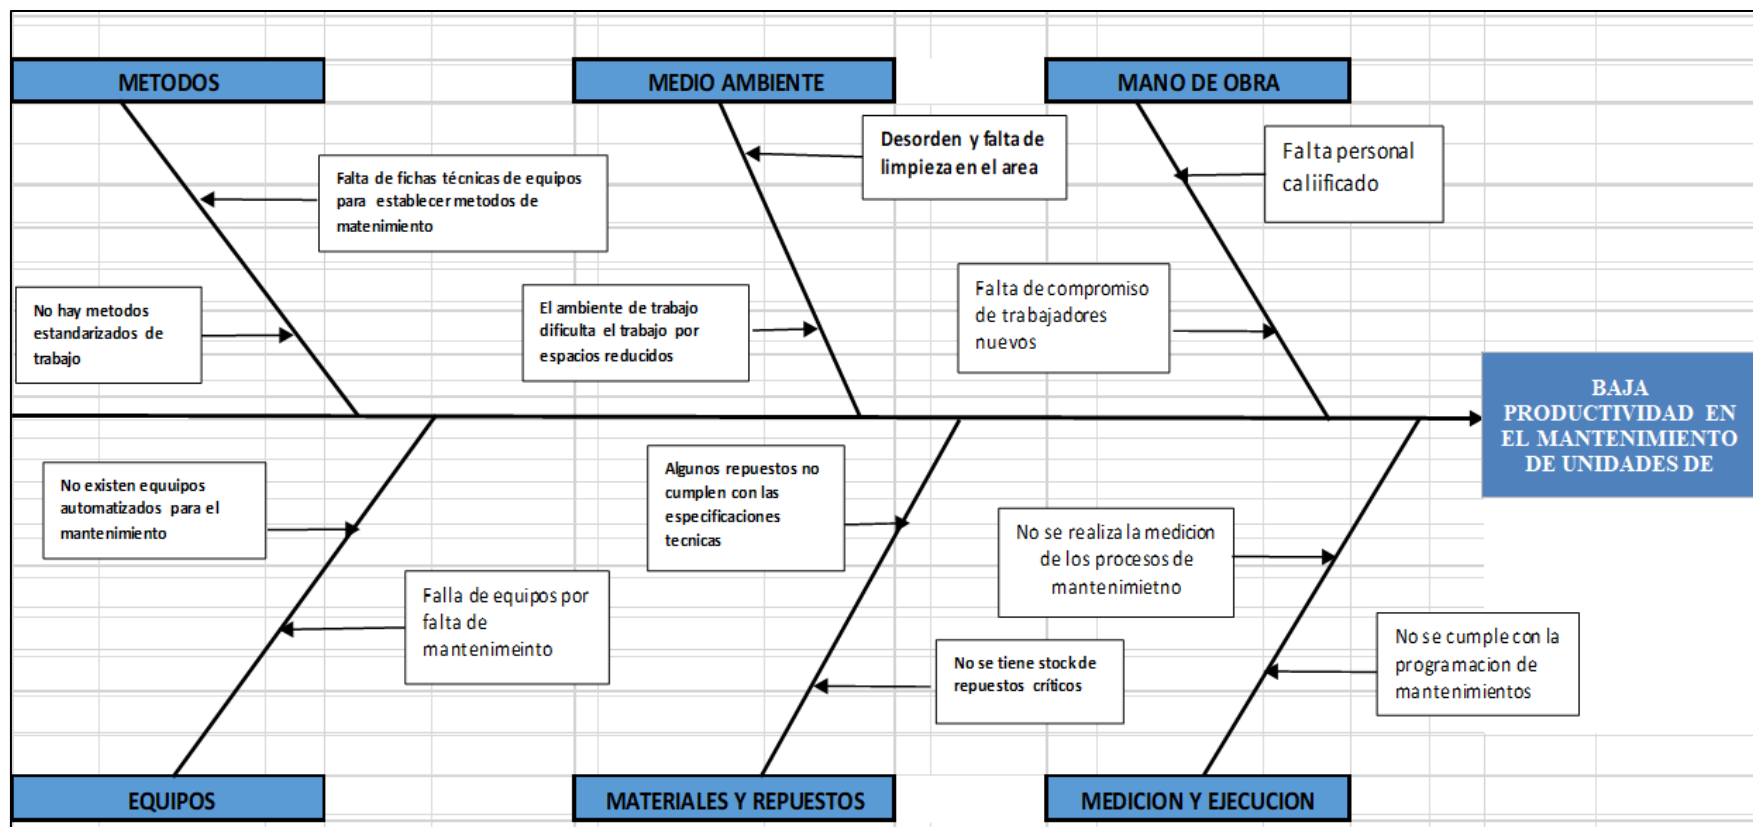 METODOS
MEDIO AMBIENTE
MANO DE OBRA
Falta de fichas técnicas de equipos
para establecer metodos de
matenimiento
Desorden y falta de
limpieza en el area
Falta personal
caliificado
No hay metodos
estandarizados de
trabajo
El ambiente de trabajo
dificulta el trabajo por
espacios reducidos
Falta de compromiso
de trabajadores
nuevos
BAJA
PRODUCTIVIDAD EN
EL MANTENIMIENTO
DE UNIDADES DE
No existen equuipos
automatizados para el
mantenimiento
Falla de equipos por
falta de
mantenimeinto
Algunos repuestos no
cumplen con las
especificaciones
tecnicas
No se tiene stock de
repuestos críticos
No se realiza la medicion
de los procesos de
mantenimietno
No se cumple con la
programacion de
mantenimientos
EQUIPOS
MATERIALES Y REPUESTOS
MEDICION Y EJECUCION